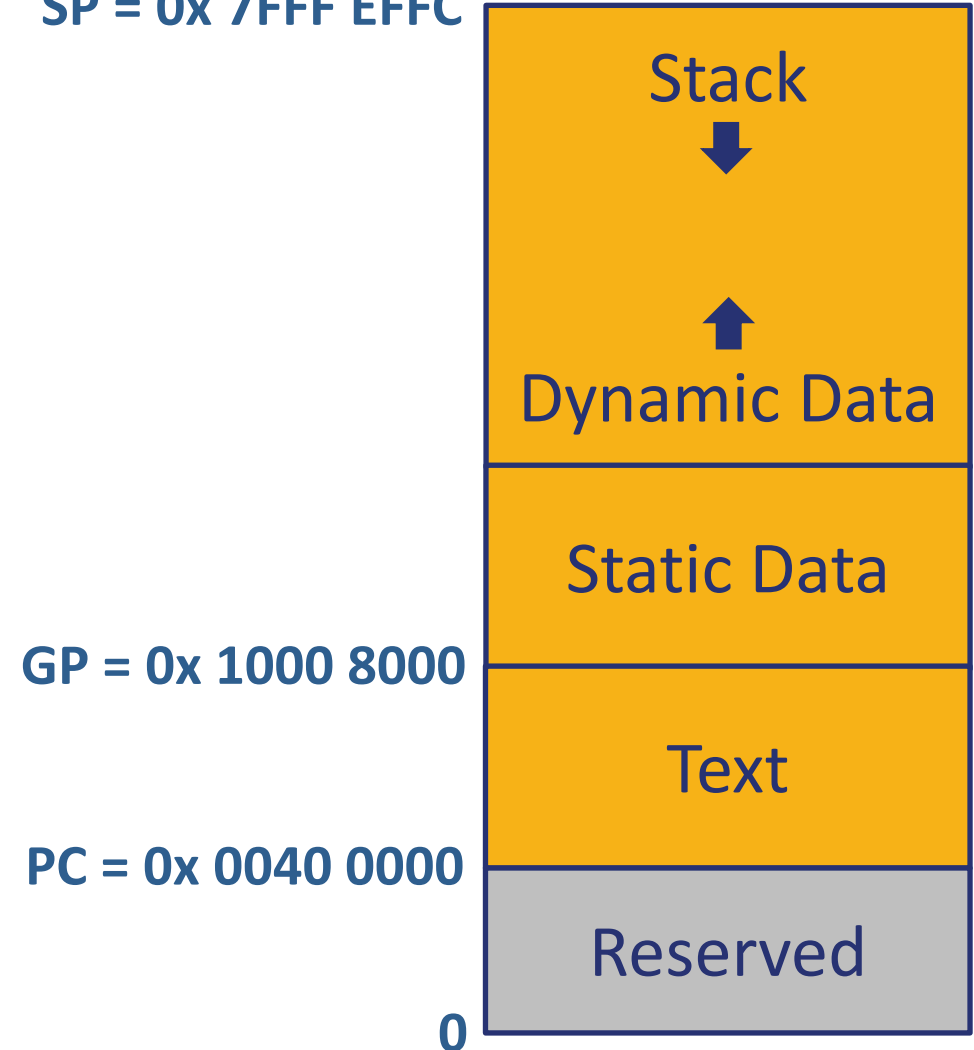 SP = 0x 7FFF EFFC
Stack
Dynamic Data
Static Data
GP = 0x 1000 8000
Text
PC = 0x 0040 0000
Reserved
0